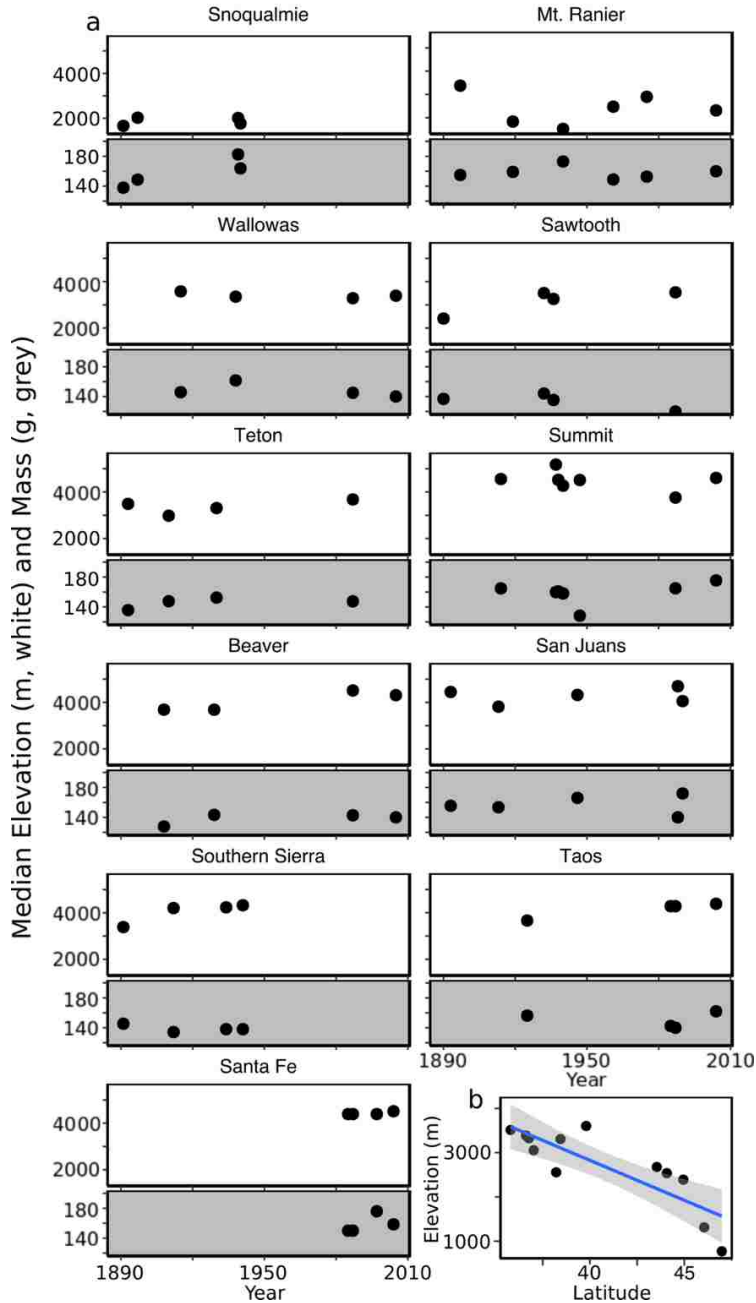 a
Snoqualmie
Mt. Ranier
4000
2000
180
140
Wallowas
Sawtooth
4000
2000
180
140
Teton
Summit
4000
2000
180
140
Beaver
San Juans
4000
2000
180
140
Southern Sierra
Taos
4000
2000
180
140
1890 1950 2010
Year
Santa Fe
4000
2000
180
140
1890 1950 2010
Year
Median Elevation (m, white) and Mass (g, grey)
b
Elevation (m)
3000
1000
40 45
Latitude